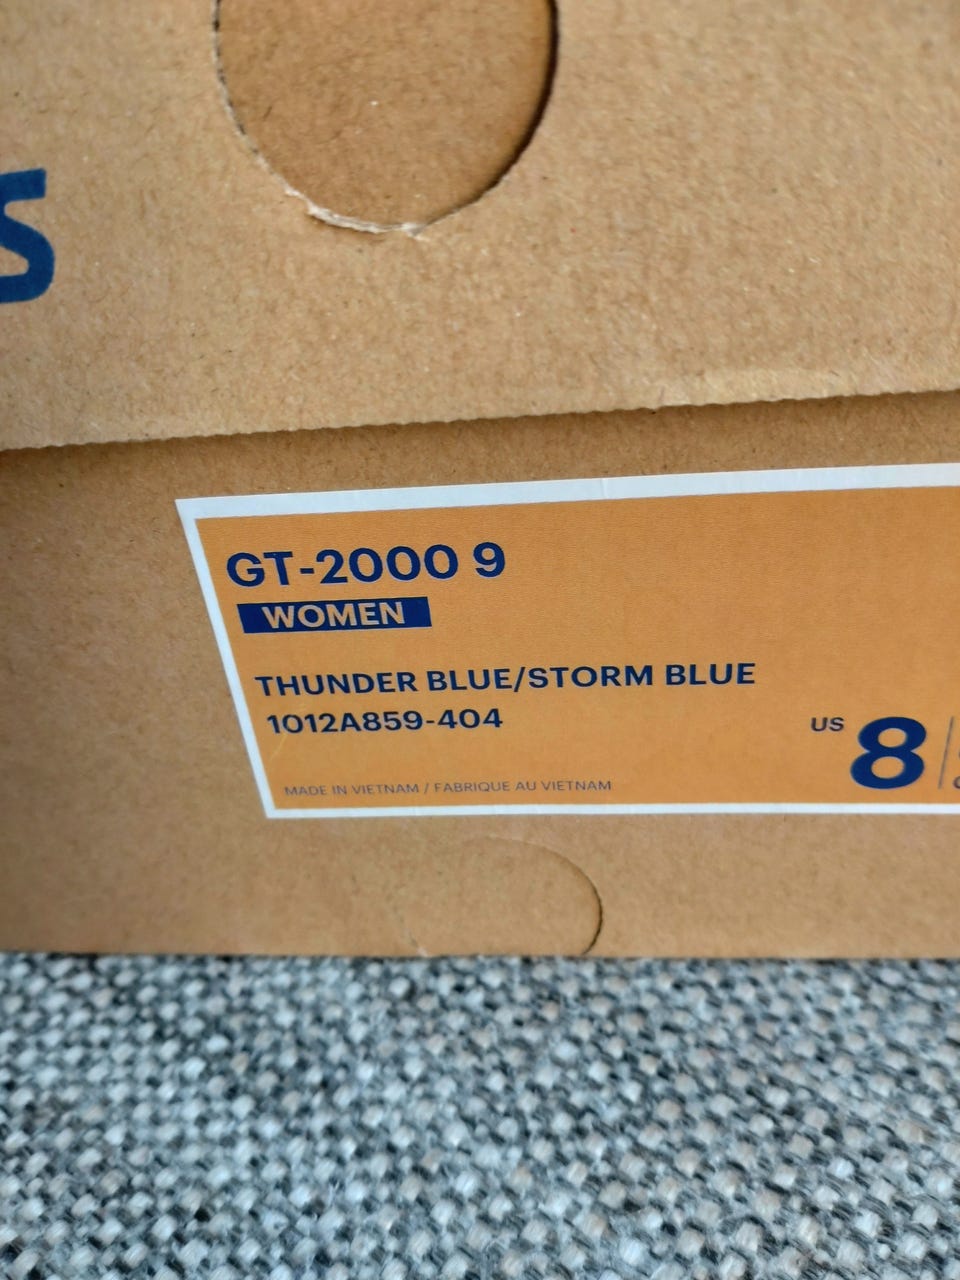 S
GT-2000 9
WOMEN
THUNDER BLUE/STORM BLUE
1012A859-404
US 8
MADE IN VIETNAM / FABRIQUE AU VIETNAM